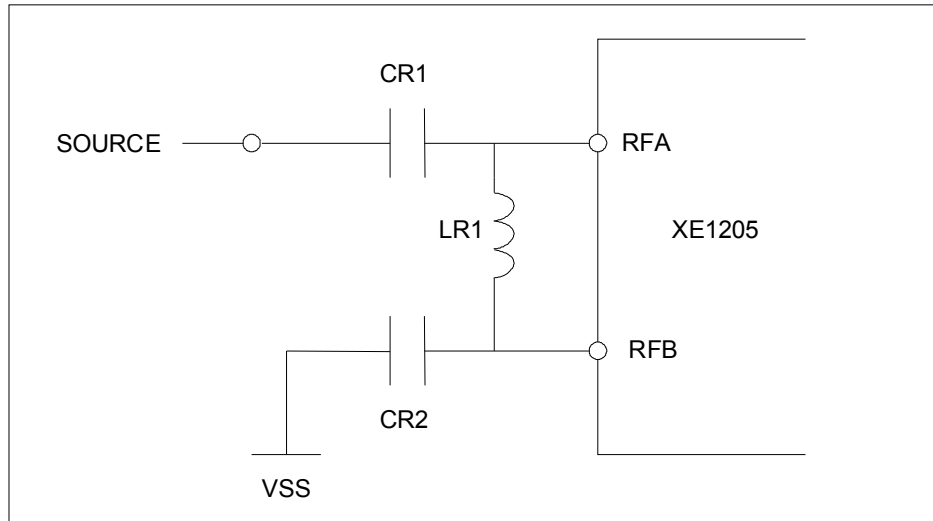 CR1
SOURCE
RFA
LR1
XE1205
RFB
CR2
VSS